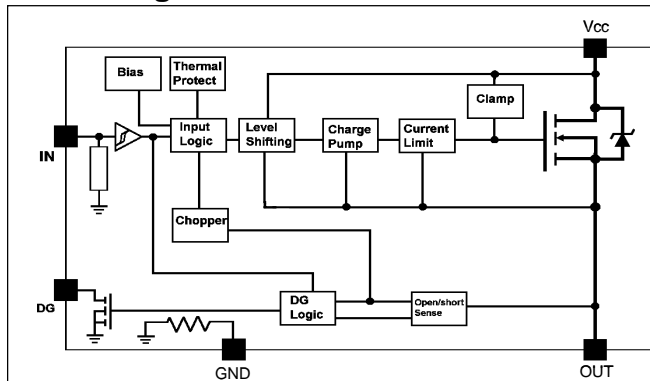 Vcc
Bias
Thermal
Protect
Clamp
Input
Logic
Level
Shifting
Charge
Pump
Current
Limit
IN
Chopper
DG
DG
Logic
Open/short
Sense
GND
OUT